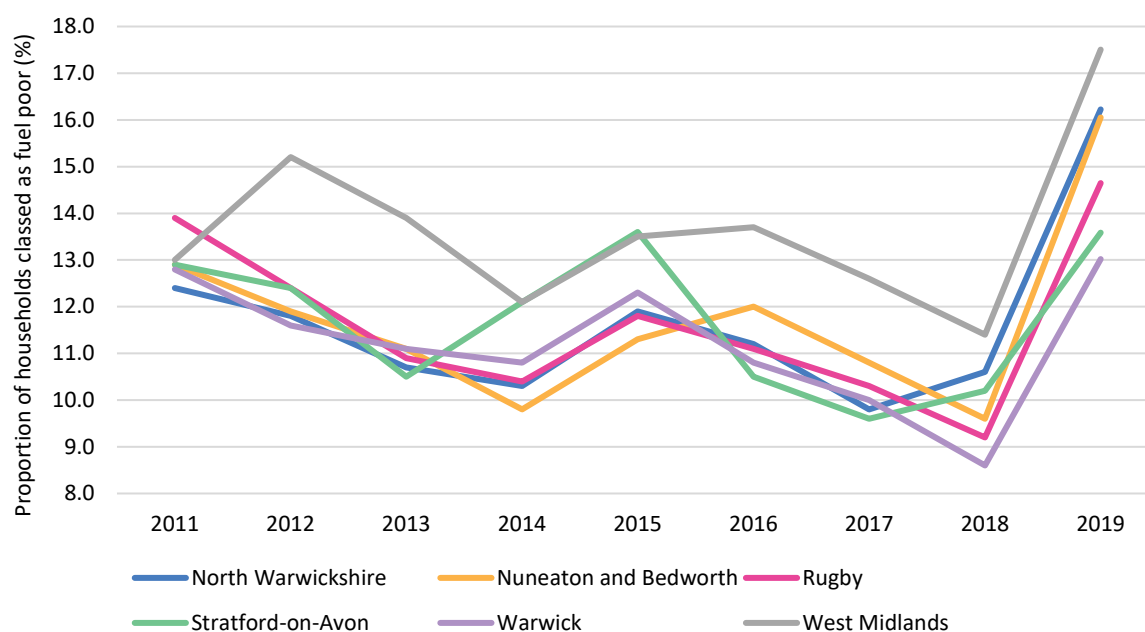 Proportion of households classed as fuel poor (%)
18.0
17.0
16.0
15.0
14.0
13.0
12.0
11.0
10.0
9.0
8.0
2011 2012 2013 2014 2015 2016 2017 2018 2019
North Warwickshire Nuneaton and Bedworth Rugby
Stratford-on-Avon Warwick West Midlands